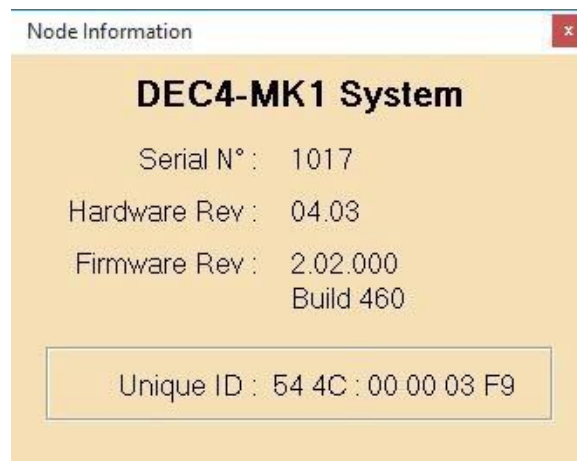 Node Information
x
DEC4-MK1 System
Serial N° : 1017
Hardware Rev : 04.03
Firmware Rev : 2.02.000
Build 460
Unique ID : 54 4C : 00 00 03 F9